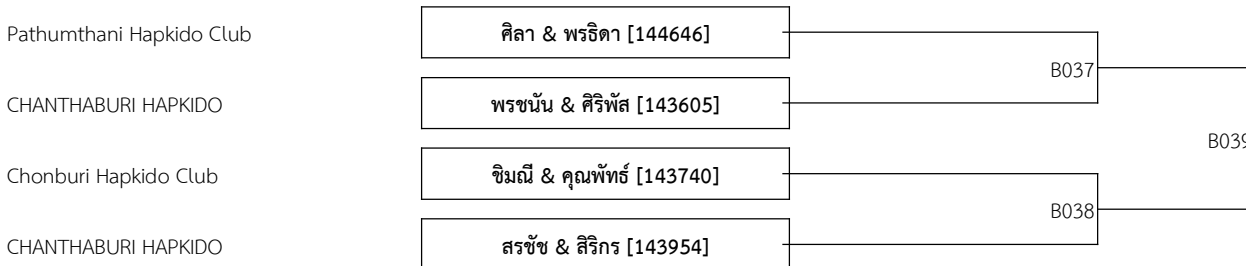 Pathumthani Hapkido Club ศิลา & พรธิดา [144646]
B037
CHANTHABURI HAPKIDO พรชนัน & ศิริพัส [143605]
B039
Chonburi Hapkido Club ชิมณี & คุณพัทธ์ [143740]
B038
CHANTHABURI HAPKIDO สรชัช & สิริกร [143954]